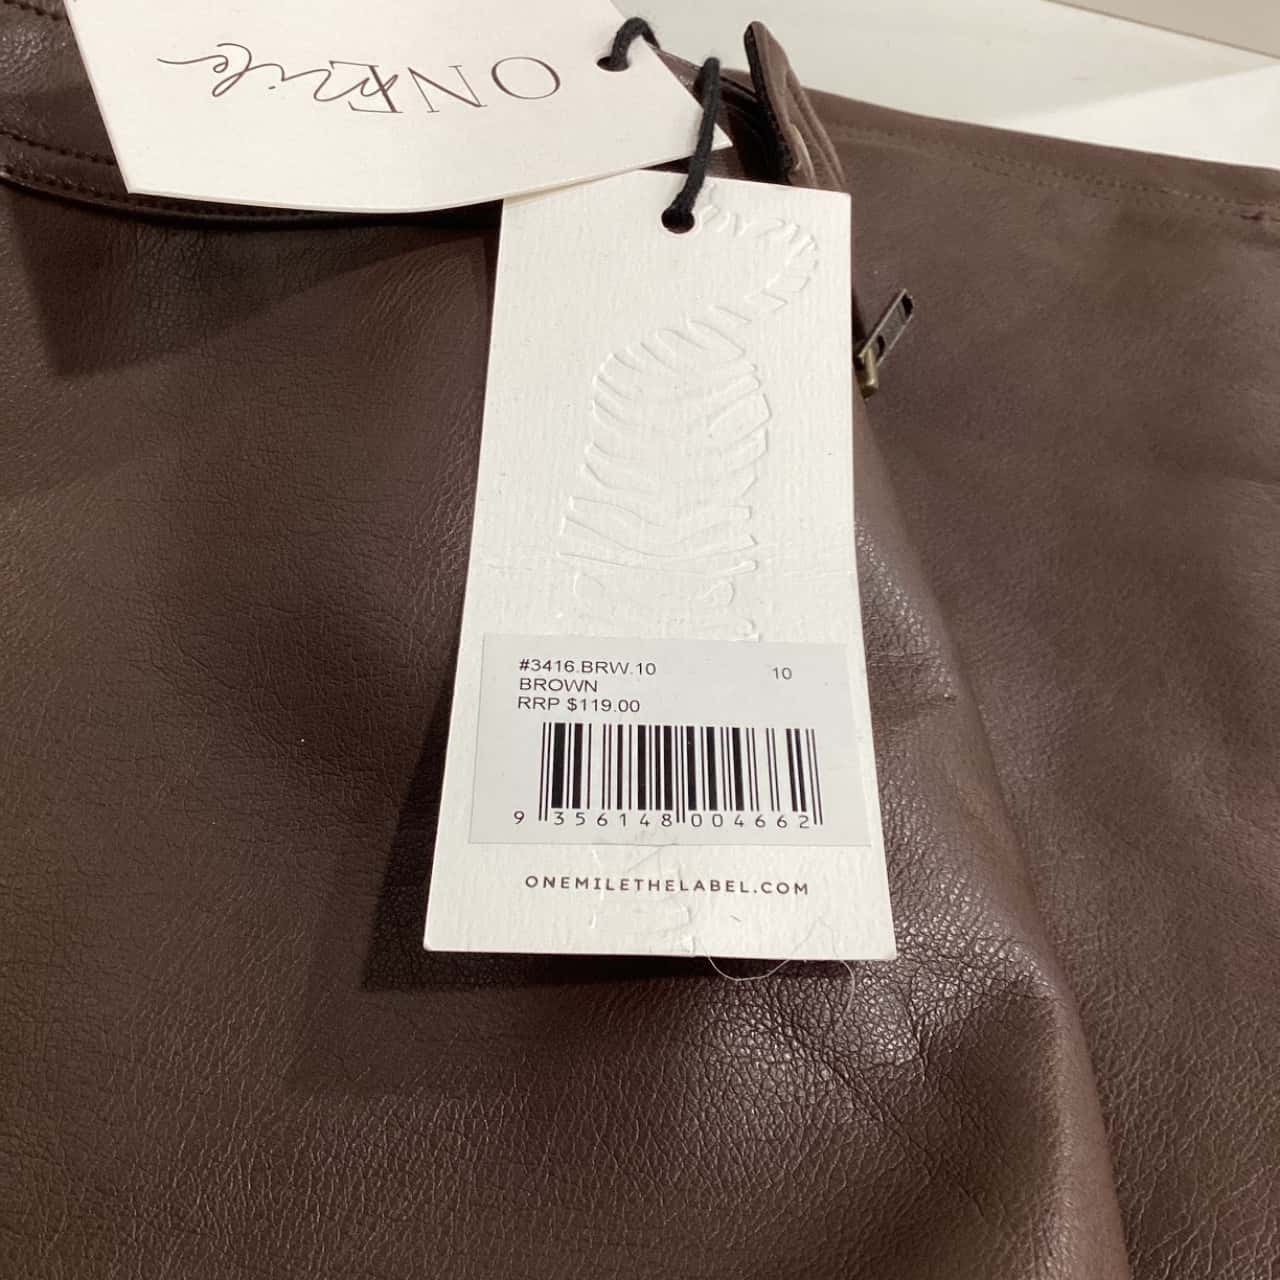 ONEMile
#3416.BRW.10 10
BROWN
RRP $119.00
9 356148 004662
ONEMILETHELABEL.COM